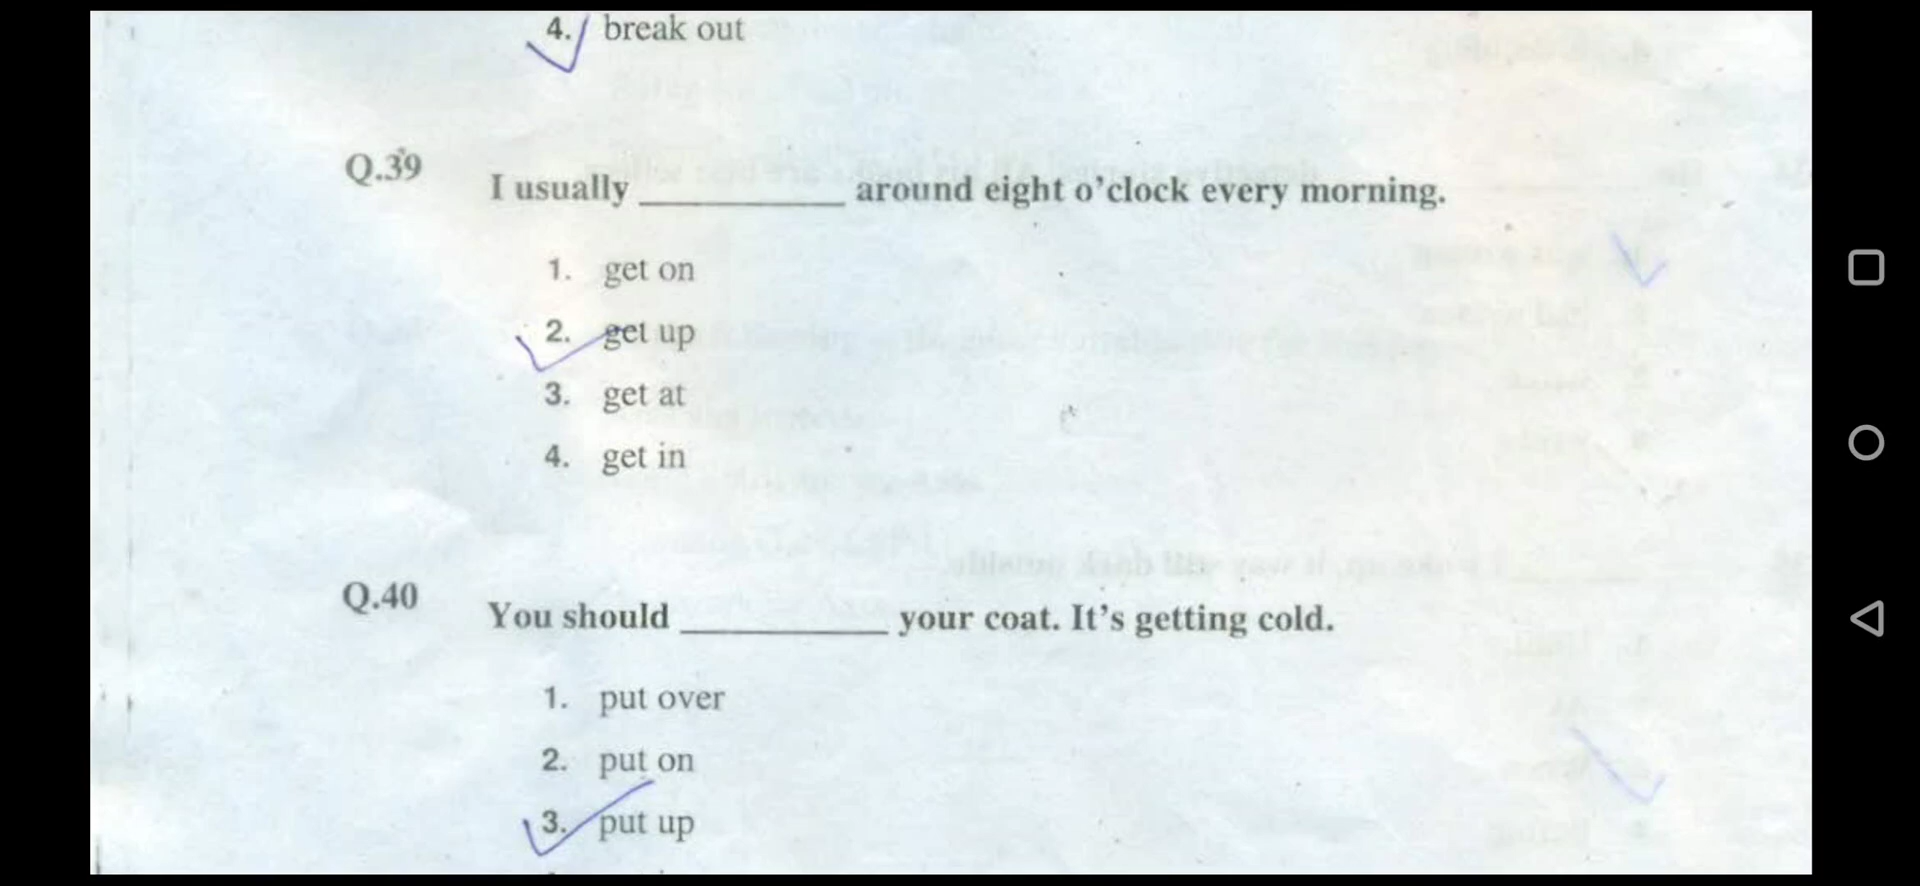 4. break out
Q.39
I usually __________ around eight o'clock every morning.
1. get on
2. get up
3. get at
4. get in
Q.40
You should __________ your coat. It's getting cold.
1. put over
2. put on
3. put up